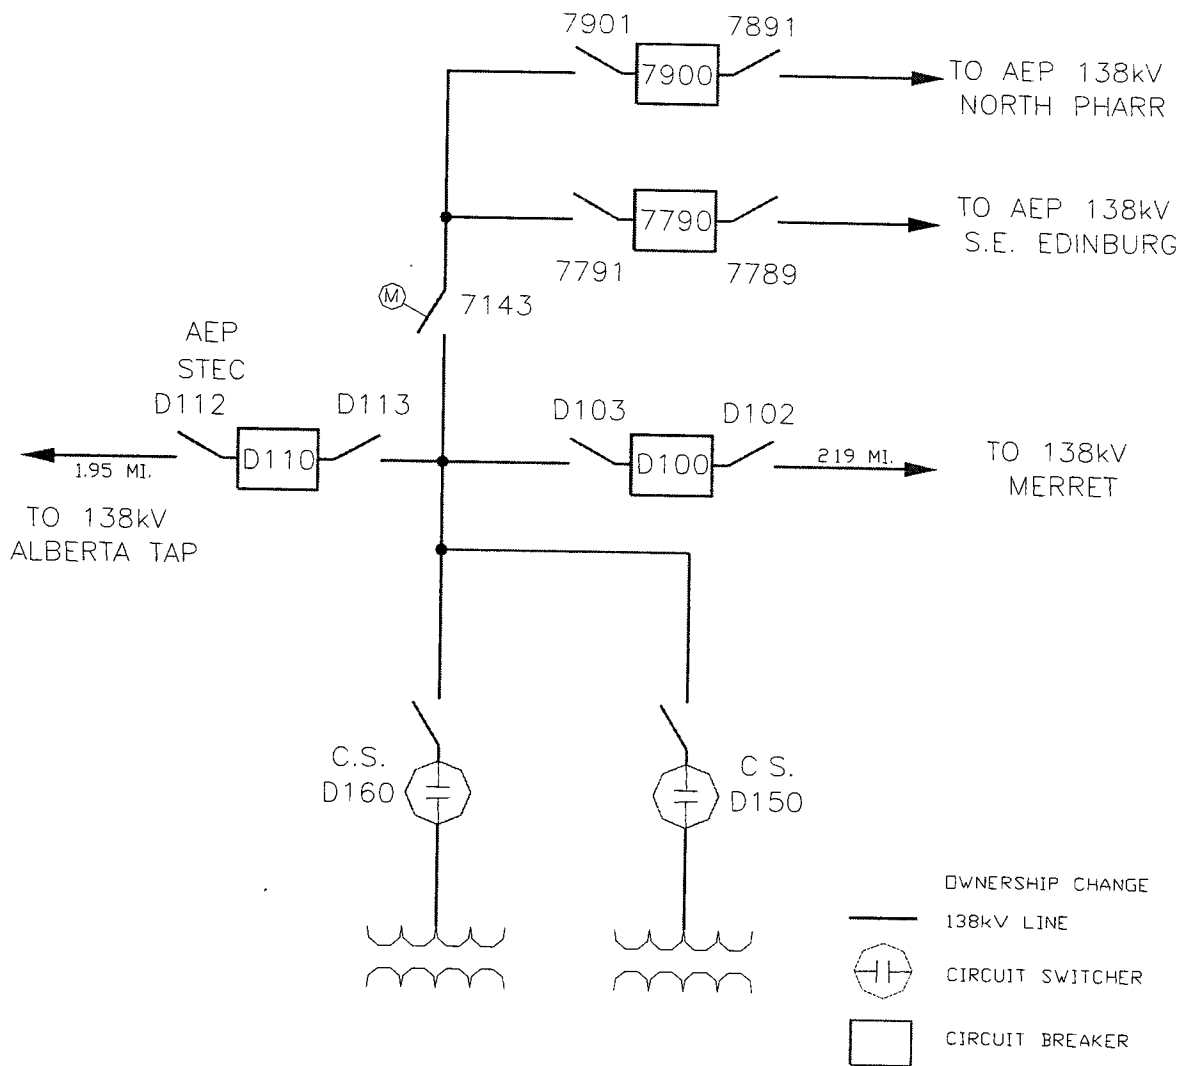 7901
7891
7900
TO AEP 138kV
NORTH PHARR
7790
TO AEP 138kV
S.E. EDINBURG
7791
7789
M
7143
AEP
STEC
D112
D113
D103
D102
D110
D100
1.95 MI.
219 MI.
TO 138kV
MERRET
TO 138kV
ALBERTA TAP
C.S.
D160
C S.
D150
OWNERSHIP CHANGE
138kV LINE
CIRCUIT SWITCHER
CIRCUIT BREAKER